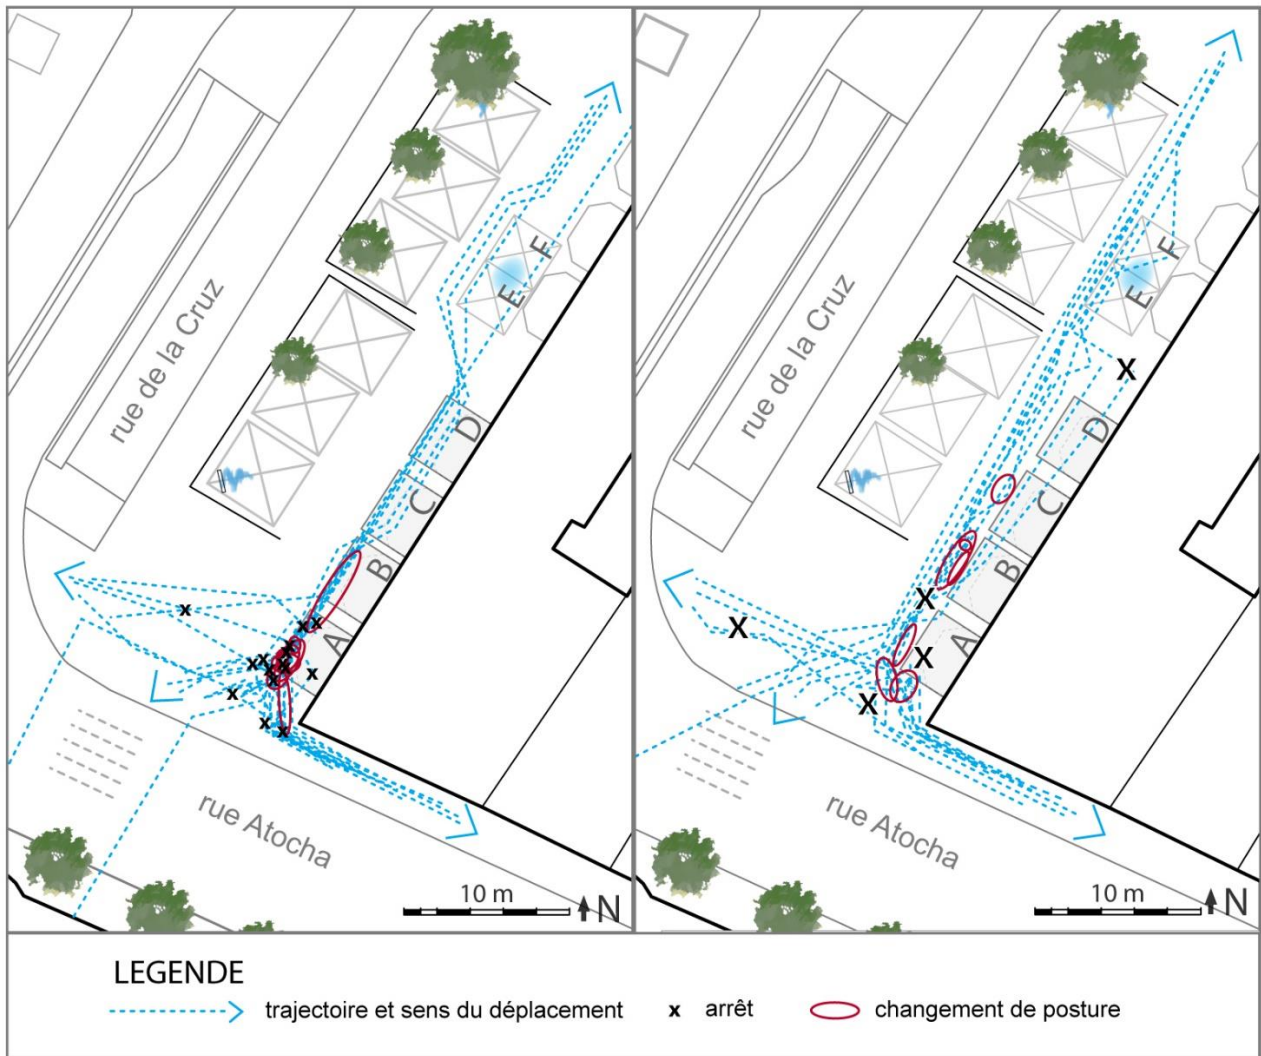 rue de la Cruz
F
E
D
C
B
A
rue Atocha
10 m
N
rue de la Cruz
F
E
D
C
B
A
rue Atocha
10 m
N
LEGENDE
trajectoire et sens du déplacement x arrêt changement de posture